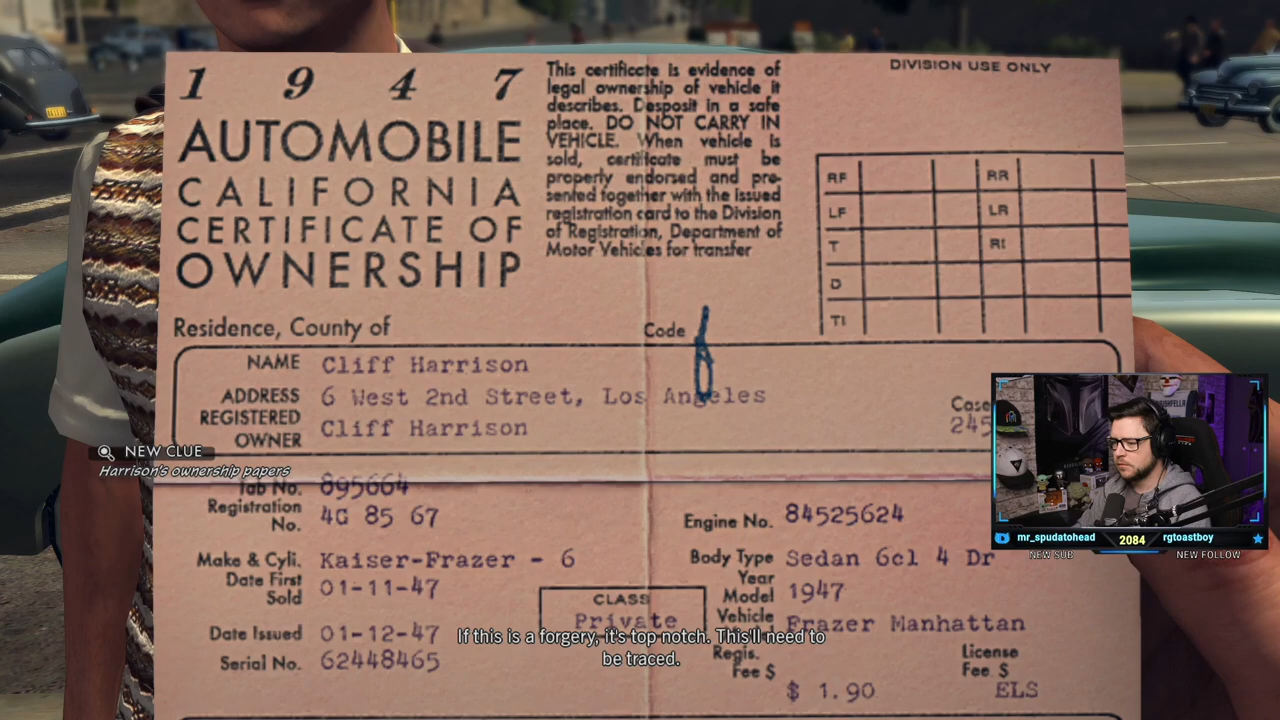 1 9 4 7
AUTOMOBILE
CALIFORNIA
CERTIFICATE OF
OWNERSHIP
This certificate is evidence of
legal ownership of vehicle it
describes. Desposit in a safe
place. DO NOT CARRY IN
VEHICLE. When vehicle is
sold, certificate must be
properly endorsed and pre-
sented together with the issued
registration card to the Division
of Registration, Department of
Motor Vehicles for transfer
DIVISION USE ONLY
RF RR
LF LR
T RI
D
TI
Residence, County of
Code
NAME Cliff Harrison
ADDRESS 6 West 2nd Street, Los Angeles
REGISTERED OWNER Cliff Harrison
Case
245
NEW CLUE
Harrison's ownership papers
Tab No. 895664
Registration No. 4G 85 67
Engine No. 84525624
Make & Cyli. Kaiser-Frazer - 6
Body Type Sedan 6cl 4 Dr
Date First Sold 01-11-47
Year Model 1947
CLASS
Private
Vehicle Frazer Manhattan
Date Issued 01-12-47
Serial No. 62448465
Regis. Fee $
$ 1.90
License Fee $
ELS
If this is a forgery, it's top notch. This'll need to
be traced.
mr_spudatohead 2084 rgtoastboy
NEW SUB NEW FOLLOW